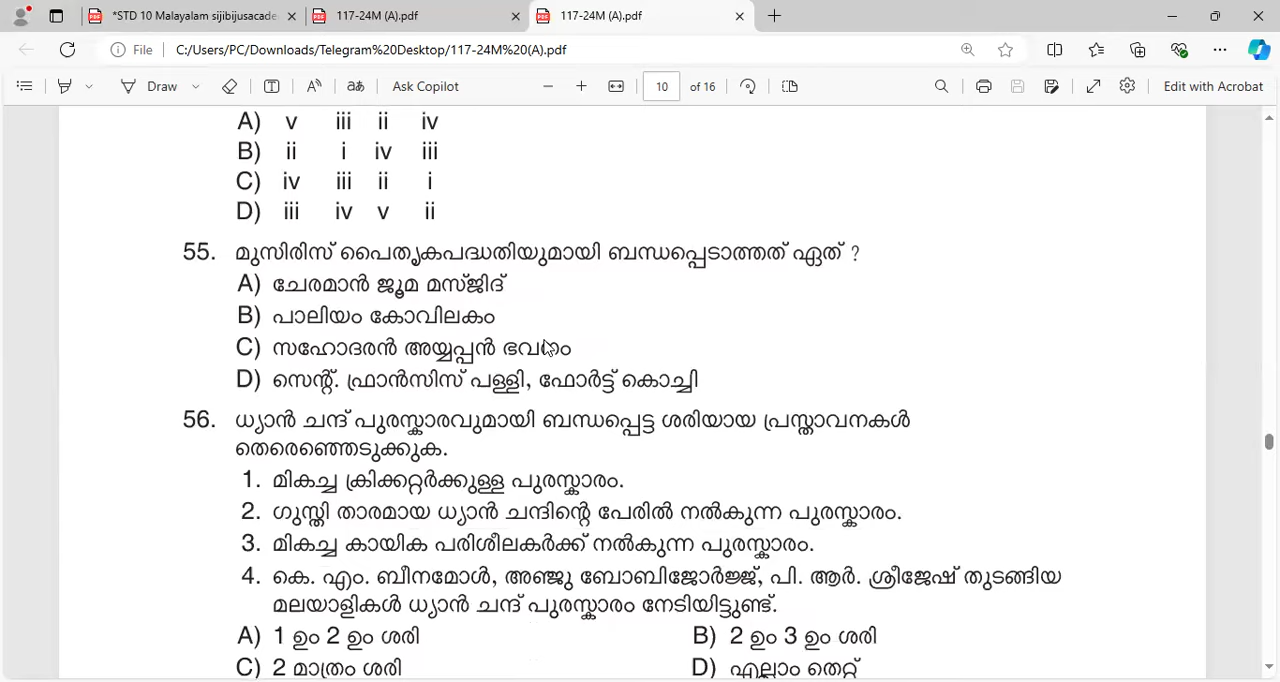 *STD 10 Malayalam sijibijusacade
117-24M (A).pdf
117-24M (A).pdf
File
C:/Users/PC/Downloads/Telegram%20Desktop/117-24M%20(A).pdf
Draw
aあ
Ask Copilot
10
of 16
Edit with Acrobat
A) v iii ii iv
B) ii i iv iii
C) iv iii ii i
D) iii iv v ii
55. മുസിരിസ് പൈതൃകപദ്ധതിയുമായി ബന്ധപ്പെടാത്തത് ഏത് ?
A) ചേരമാൻ ജൂമ മസ്ജിദ്
B) പാലിയം കോവിലകം
C) സഹോദരൻ അയ്യപ്പൻ ഭവനം
D) സെന്റ്. ഫ്രാൻസിസ് പള്ളി, ഫോർട്ട് കൊച്ചി
56. ധ്യാൻ ചന്ദ് പുരസ്കാരവുമായി ബന്ധപ്പെട്ട ശരിയായ പ്രസ്താവനകൾ
തെരഞ്ഞെടുക്കുക.
1. മികച്ച ക്രിക്കറ്റർക്കുള്ള പുരസ്കാരം.
2. ഗുസ്തി താരമായ ധ്യാൻ ചന്ദിന്റെ പേരിൽ നൽകുന്ന പുരസ്കാരം.
3. മികച്ച കായിക പരിശീലകർക്ക് നൽകുന്ന പുരസ്കാരം.
4. കെ. എം. ബീനമോൾ, അഞ്ജു ബോബിജോർജ്ജ്, പി. ആർ. ശ്രീജേഷ് തുടങ്ങിയ
മലയാളികൾ ധ്യാൻ ചന്ദ് പുരസ്കാരം നേടിയിട്ടുണ്ട്.
A) 1 ഉം 2 ഉം ശരി B) 2 ഉം 3 ഉം ശരി
C) 2 മാത്രം ശരി D) എല്ലാം തെറ്റ്